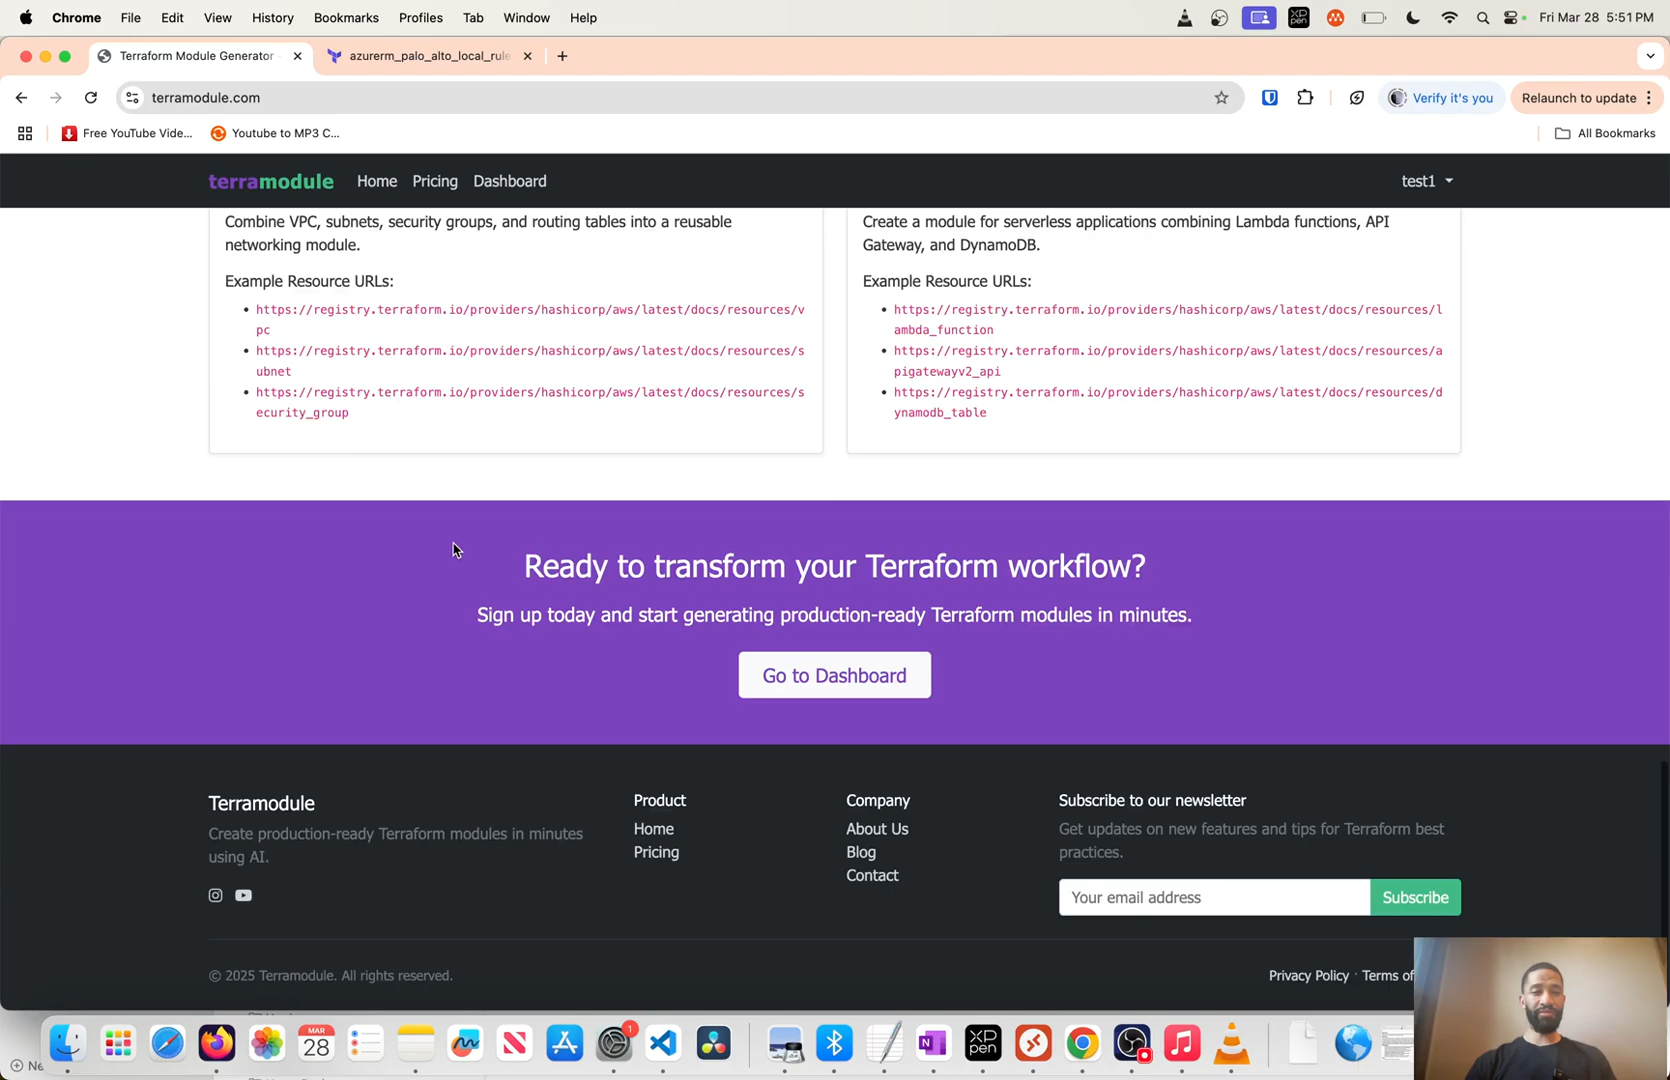 Chrome File Edit View History Bookmarks Profiles Tab Window Help Fri Mar 28 5:51 PM
Terraform Module Generator azurerm_palo_alto_local_rule
terramodule.com Verify it's you Relaunch to update
Free YouTube Vide... Youtube to MP3 C... All Bookmarks
terramodule Home Pricing Dashboard test1
Combine VPC, subnets, security groups, and routing tables into a reusable
networking module.
Example Resource URLs:
https://registry.terraform.io/providers/hashicorp/aws/latest/docs/resources/v
pc
https://registry.terraform.io/providers/hashicorp/aws/latest/docs/resources/s
ubnet
https://registry.terraform.io/providers/hashicorp/aws/latest/docs/resources/s
ecurity_group
Create a module for serverless applications combining Lambda functions, API
Gateway, and DynamoDB.
Example Resource URLs:
https://registry.terraform.io/providers/hashicorp/aws/latest/docs/resources/l
ambda_function
https://registry.terraform.io/providers/hashicorp/aws/latest/docs/resources/a
pigatewayv2_api
https://registry.terraform.io/providers/hashicorp/aws/latest/docs/resources/d
ynamodb_table
Ready to transform your Terraform workflow?
Sign up today and start generating production-ready Terraform modules in minutes.
Go to Dashboard
Terramodule
Create production-ready Terraform modules in minutes
using AI.
Product
Home
Pricing
Company
About Us
Blog
Contact
Subscribe to our newsletter
Get updates on new features and tips for Terraform best
practices.
Your email address Subscribe
© 2025 Terramodule. All rights reserved.
Privacy Policy · Terms of
MAR
28
1
XP
pen